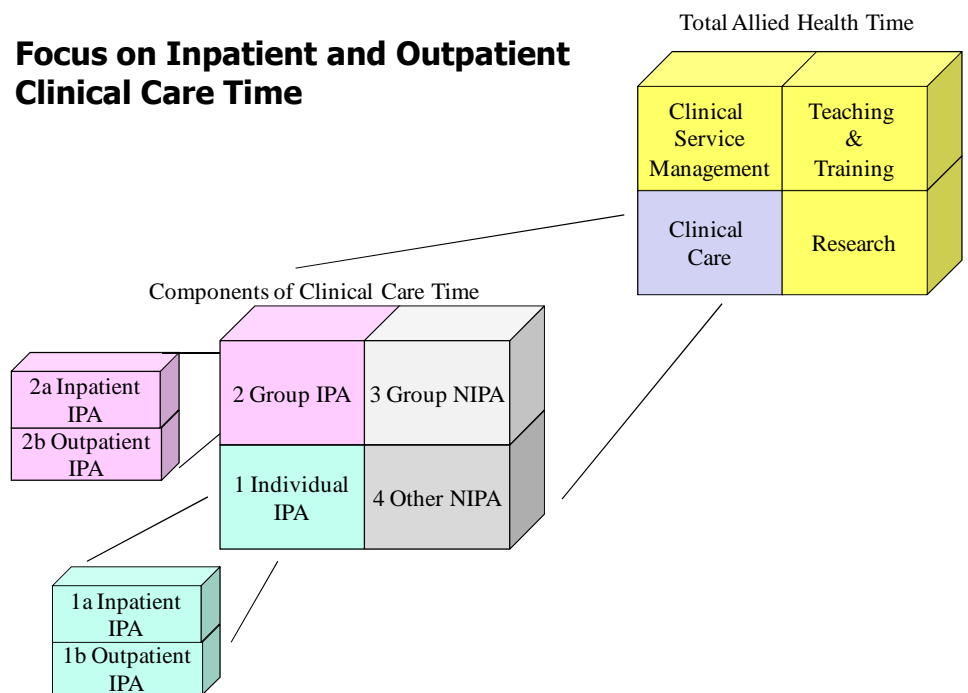 Focus on Inpatient and Outpatient
Clinical Care Time
Total Allied Health Time
Clinical
Service
Management
Teaching
&
Training
Clinical
Care
Research
Components of Clinical Care Time
2 Group IPA
3 Group NIPA
1 Individual
IPA
4 Other NIPA
2a Inpatient
IPA
2b Outpatient
IPA
1a Inpatient
IPA
1b Outpatient
IPA